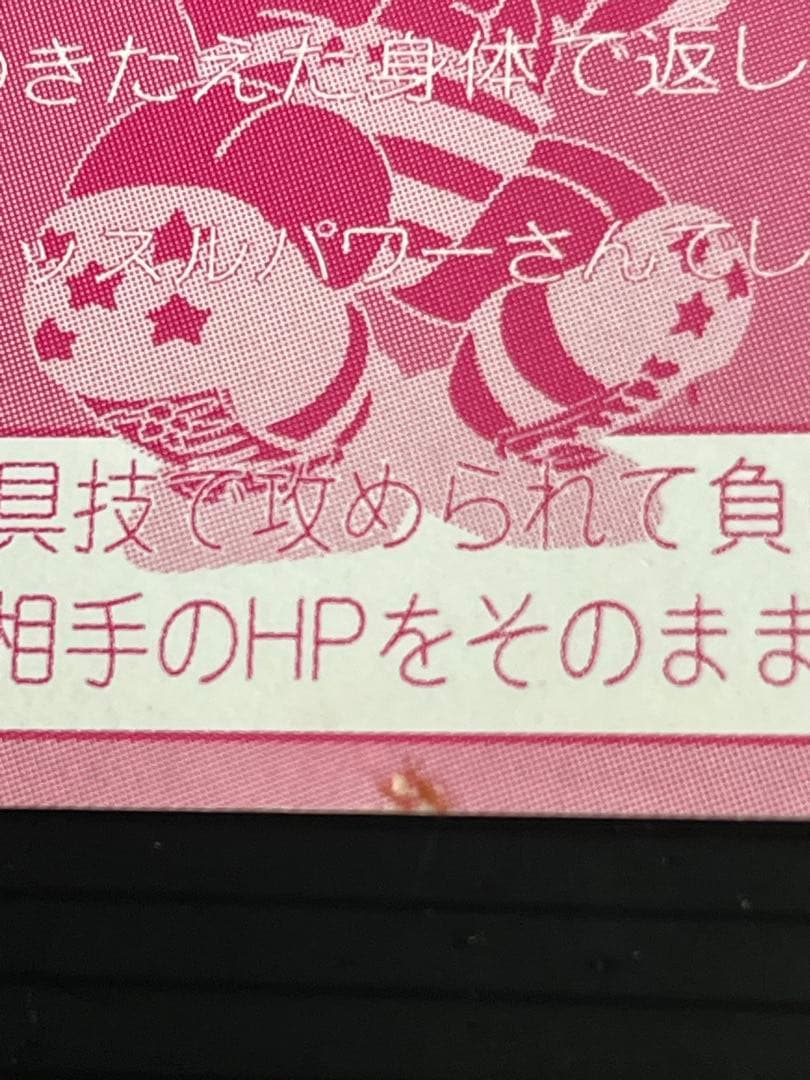 きたえた身体で返し
ッスルパワーさんでし
具技で攻められて負
相手のHPをそのまま